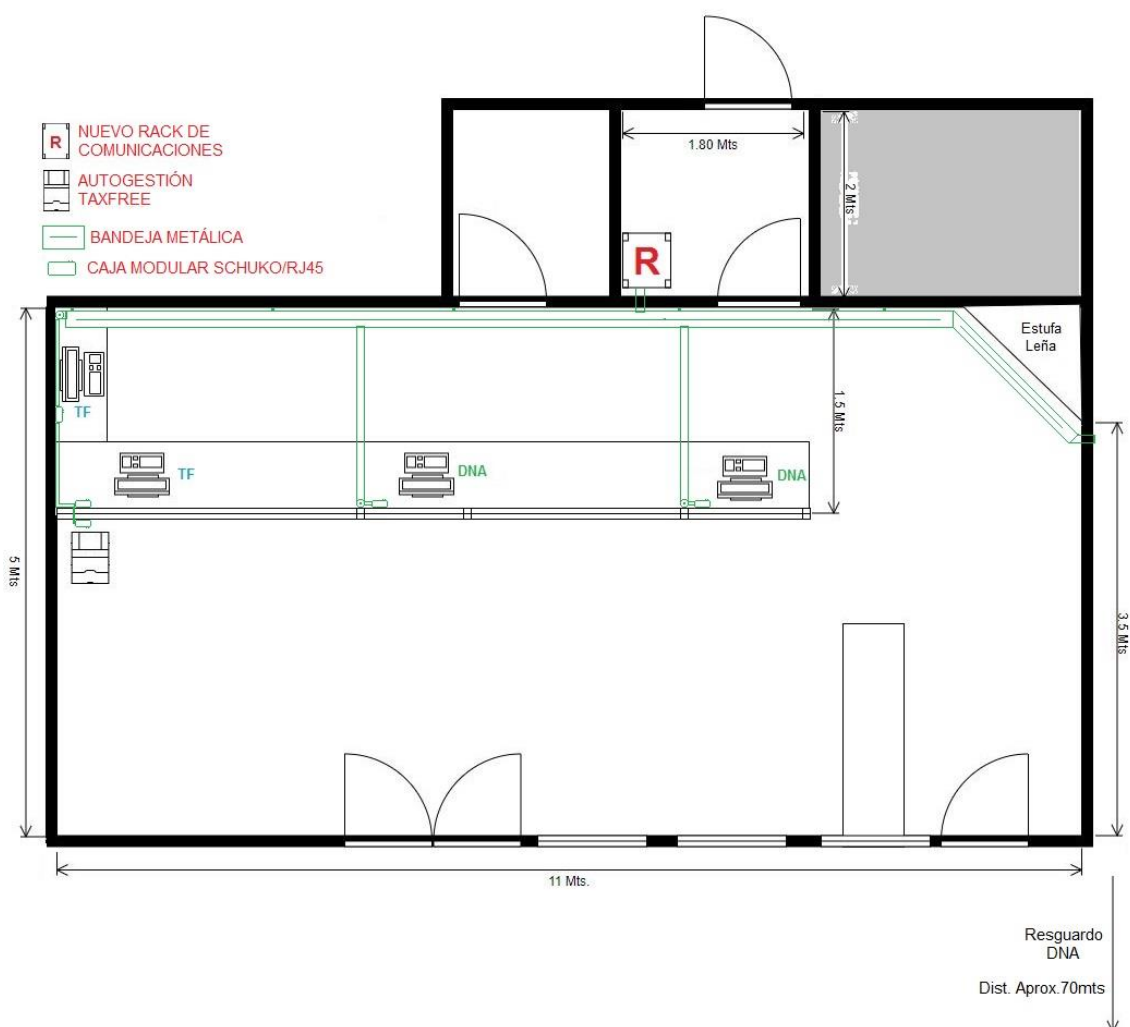 1.80 Mts
R
NUEVO RACK DE
COMUNICACIONES
AUTOGESTIÓN
TAXFREE
BANDEJA METÁLICA
CAJA MODULAR SCHUKO/RJ45
2 Mts
R
Estufa
Leña
TF
1.5 Mts
TF
DNA
DNA
5 Mts
3.5 Mts
11 Mts.
Resguardo
DNA
Dist. Aprox.70mts